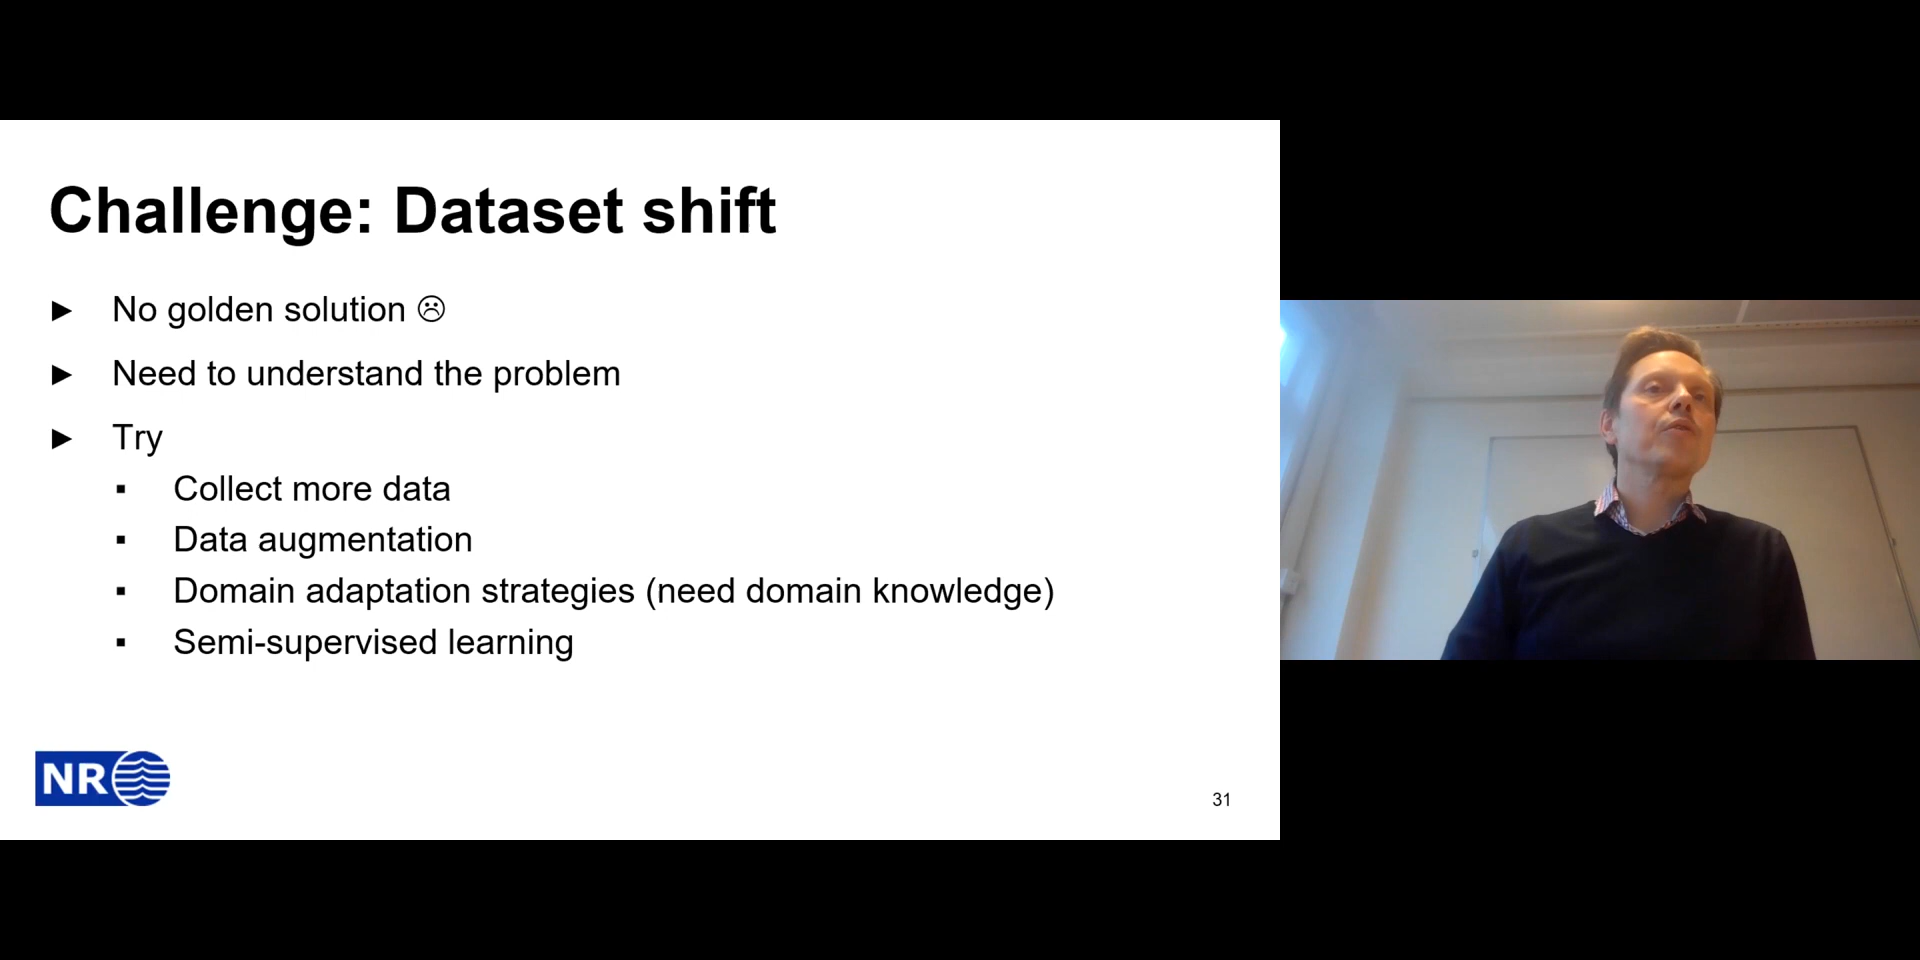 Challenge: Dataset shift
► No golden solution ☹
► Need to understand the problem
► Try
▪ Collect more data
▪ Data augmentation
▪ Domain adaptation strategies (need domain knowledge)
▪ Semi-supervised learning
NR
31